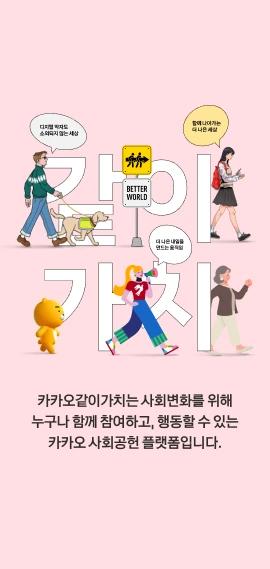 디지털 약자도
소외되지 않는 세상
함께 나아가는
더 나은 세상
같이
BETTER
WORLD
더 나은 내일을
만드는 움직임
가치
카카오같이가치는 사회변화를 위해
누구나 함께 참여하고, 행동할 수 있는
카카오 사회공헌 플랫폼입니다.